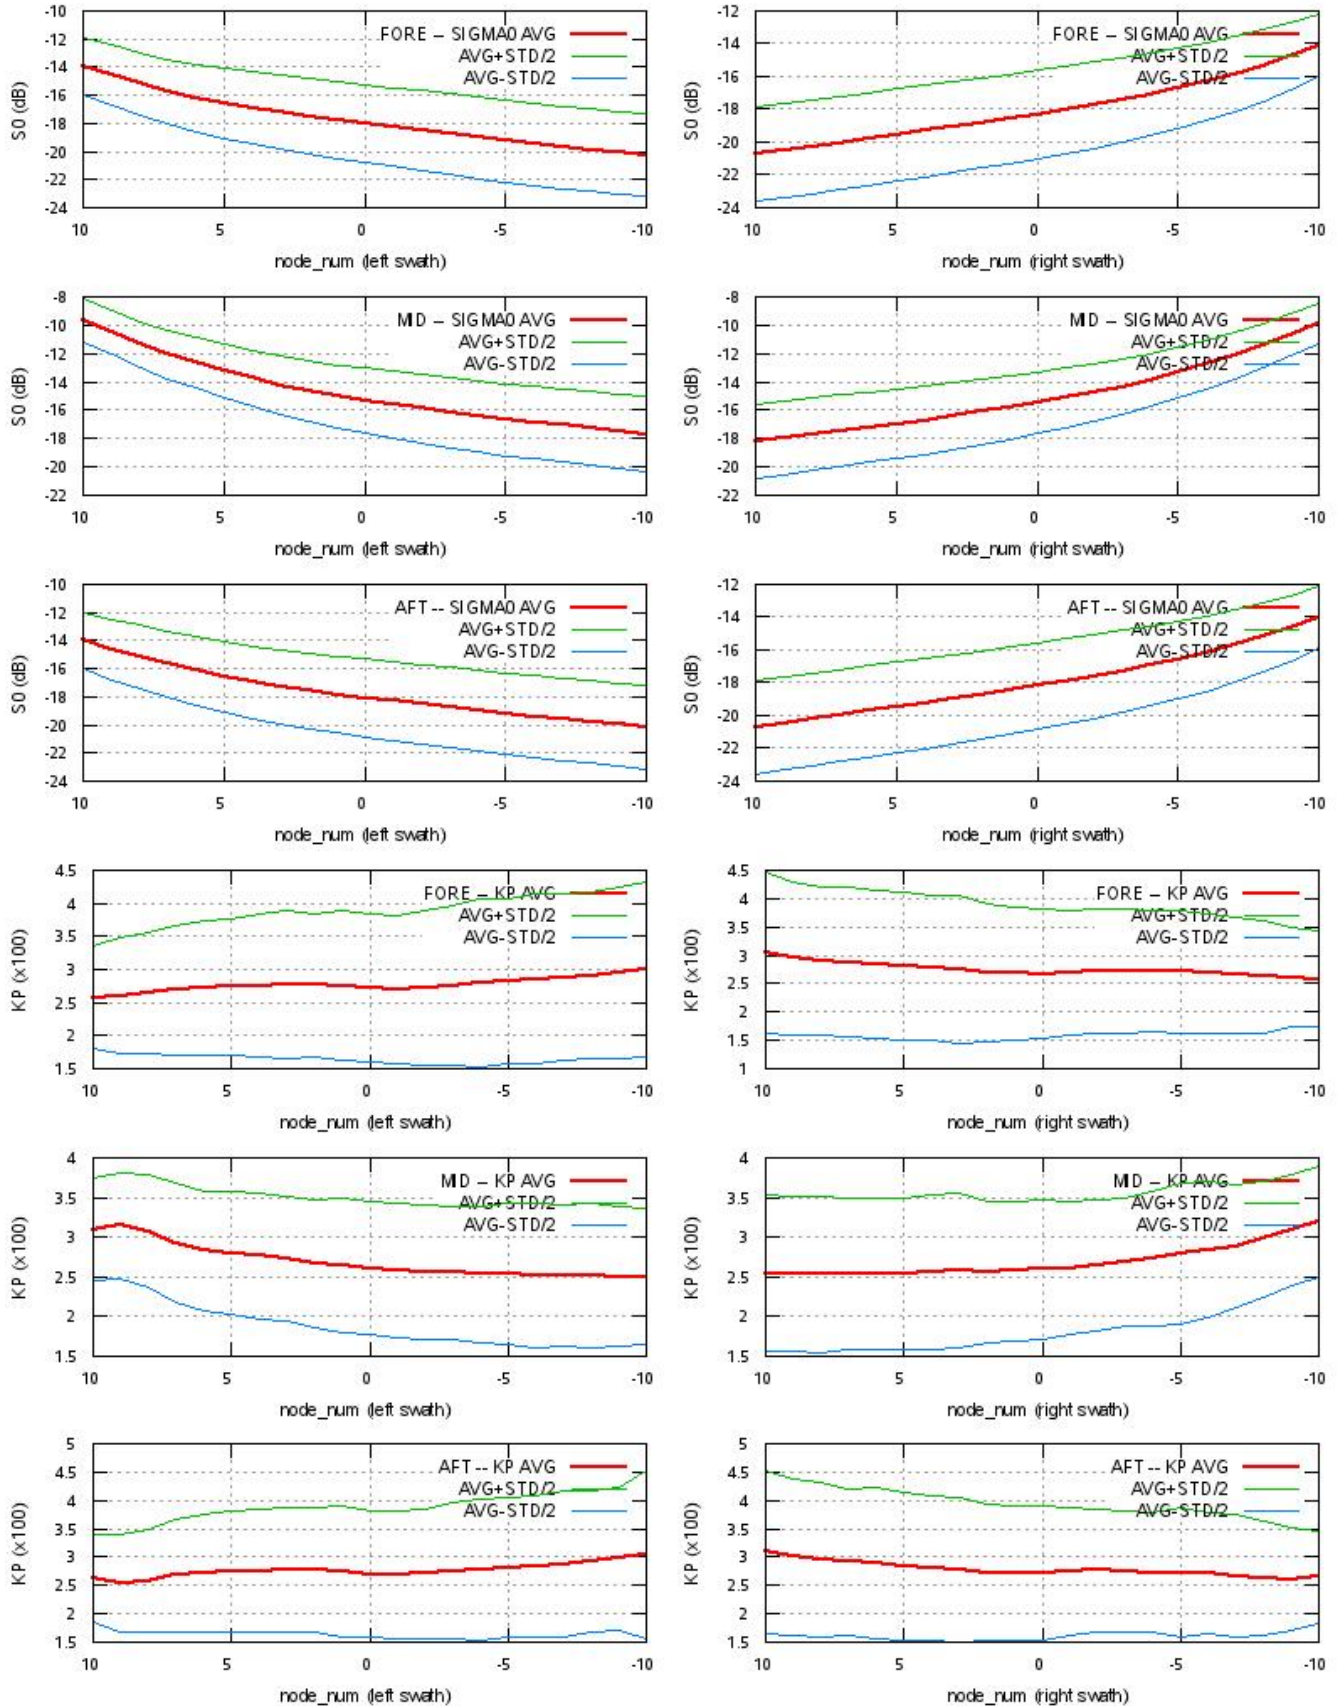 -10
-12
-14
-16
-18
-20
-22
-24
S0 (dB)
FORE -- SIGMA0 AVG
AVG+STD/2
AVG-STD/2
10 5 0 -5 -10
node_num (left swath)
-12
-14
-16
-18
-20
-22
-24
S0 (dB)
FORE -- SIGMA0 AVG
AVG+STD/2
AVG-STD/2
10 5 0 -5 -10
node_num (right swath)
-8
-10
-12
-14
-16
-18
-20
-22
S0 (dB)
MID -- SIGMA0 AVG
AVG+STD/2
AVG-STD/2
10 5 0 -5 -10
node_num (left swath)
-8
-10
-12
-14
-16
-18
-20
-22
S0 (dB)
MID -- SIGMA0 AVG
AVG+STD/2
AVG-STD/2
10 5 0 -5 -10
node_num (right swath)
-10
-12
-14
-16
-18
-20
-22
-24
S0 (dB)
AFT -- SIGMA0 AVG
AVG+STD/2
AVG-STD/2
10 5 0 -5 -10
node_num (left swath)
-12
-14
-16
-18
-20
-22
-24
S0 (dB)
AFT -- SIGMA0 AVG
AVG+STD/2
AVG-STD/2
10 5 0 -5 -10
node_num (right swath)
4.5
4
3.5
3
2.5
2
1.5
KP (x100)
FORE -- KP AVG
AVG+STD/2
AVG-STD/2
10 5 0 -5 -10
node_num (left swath)
4.5
4
3.5
3
2.5
2
1.5
1
KP (x100)
FORE -- KP AVG
AVG+STD/2
AVG-STD/2
10 5 0 -5 -10
node_num (right swath)
4
3.5
3
2.5
2
1.5
KP (x100)
MID -- KP AVG
AVG+STD/2
AVG-STD/2
10 5 0 -5 -10
node_num (left swath)
4
3.5
3
2.5
2
1.5
KP (x100)
MID -- KP AVG
AVG+STD/2
AVG-STD/2
10 5 0 -5 -10
node_num (right swath)
5
4.5
4
3.5
3
2.5
2
1.5
KP (x100)
AFT -- KP AVG
AVG+STD/2
AVG-STD/2
10 5 0 -5 -10
node_num (left swath)
5
4.5
4
3.5
3
2.5
2
1.5
KP (x100)
AFT -- KP AVG
AVG+STD/2
AVG-STD/2
10 5 0 -5 -10
node_num (right swath)